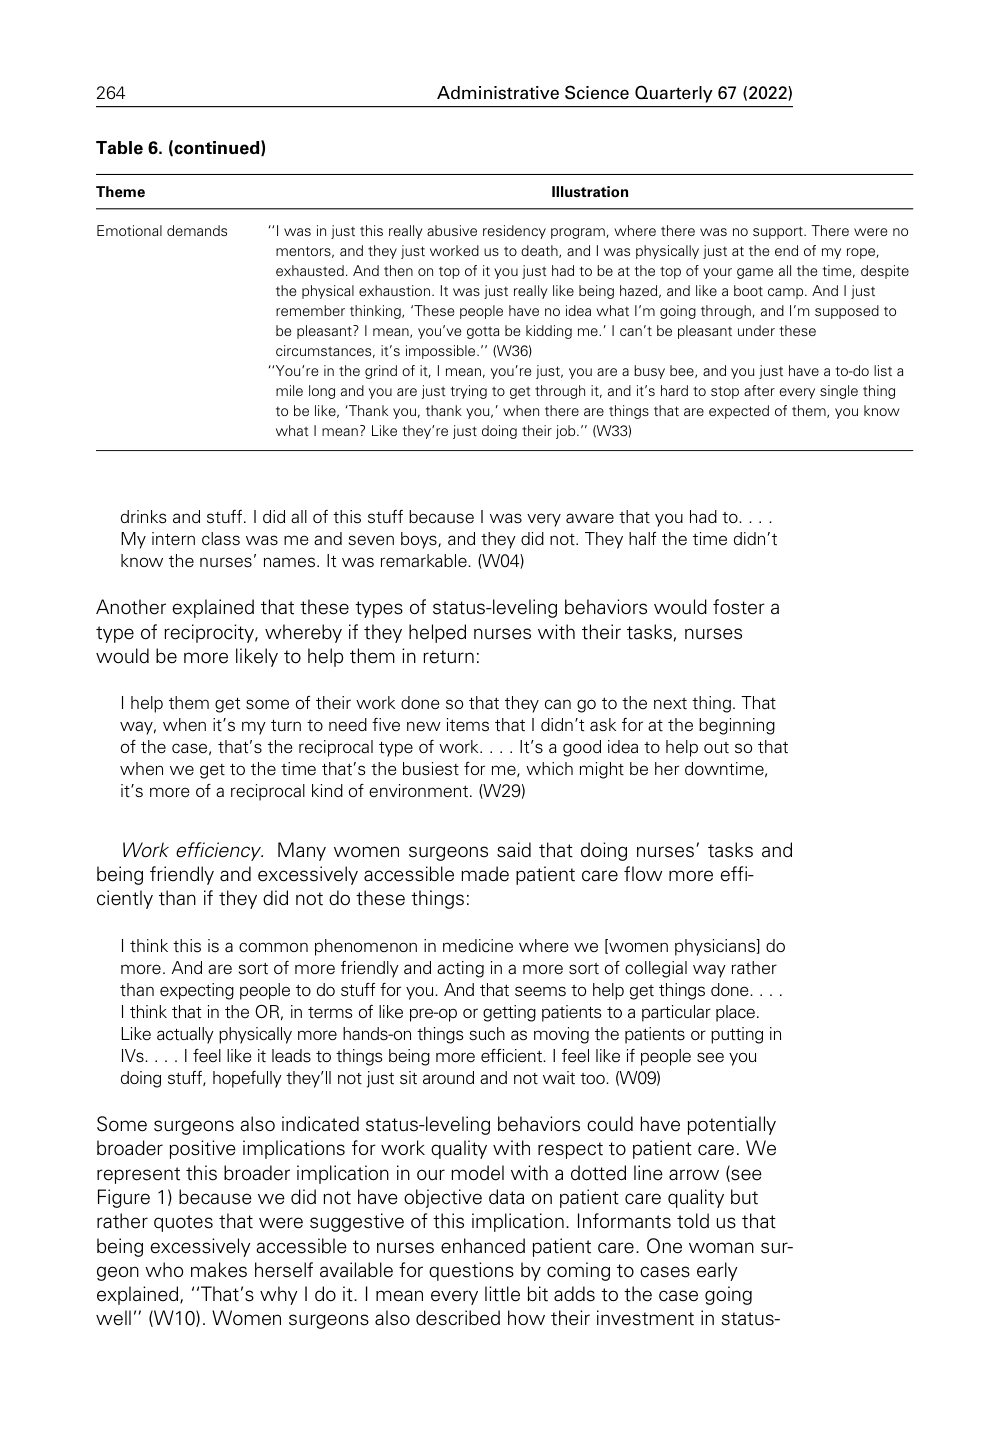 264
Administrative Science Quarterly 67 (2022)
Table 6. (continued)
Theme
Illustration
Emotional demands
‘‘I was in just this really abusive residency program, where there was no support. There were no
mentors, and they just worked us to death, and I was physically just at the end of my rope,
exhausted. And then on top of it you just had to be at the top of your game all the time, despite
the physical exhaustion. It was just really like being hazed, and like a boot camp. And I just
remember thinking, ‘These people have no idea what I’m going through, and I’m supposed to
be pleasant? I mean, you’ve gotta be kidding me.’ I can’t be pleasant under these
circumstances, it’s impossible.’’ (W36)
‘‘You’re in the grind of it, I mean, you’re just, you are a busy bee, and you just have a to-do list a
mile long and you are just trying to get through it, and it’s hard to stop after every single thing
to be like, ‘Thank you, thank you,’ when there are things that are expected of them, you know
what I mean? Like they’re just doing their job.’’ (W33)
drinks and stuff. I did all of this stuff because I was very aware that you had to. . . .
My intern class was me and seven boys, and they did not. They half the time didn’t
know the nurses’ names. It was remarkable. (W04)
Another explained that these types of status-leveling behaviors would foster a
type of reciprocity, whereby if they helped nurses with their tasks, nurses
would be more likely to help them in return:
I help them get some of their work done so that they can go to the next thing. That
way, when it’s my turn to need five new items that I didn’t ask for at the beginning
of the case, that’s the reciprocal type of work. . . . It’s a good idea to help out so that
when we get to the time that’s the busiest for me, which might be her downtime,
it’s more of a reciprocal kind of environment. (W29)
Work efficiency. Many women surgeons said that doing nurses’ tasks and
being friendly and excessively accessible made patient care flow more effi-
ciently than if they did not do these things:
I think this is a common phenomenon in medicine where we [women physicians] do
more. And are sort of more friendly and acting in a more sort of collegial way rather
than expecting people to do stuff for you. And that seems to help get things done. . . .
I think that in the OR, in terms of like pre-op or getting patients to a particular place.
Like actually physically more hands-on things such as moving the patients or putting in
IVs. . . . I feel like it leads to things being more efficient. I feel like if people see you
doing stuff, hopefully they’ll not just sit around and not wait too. (W09)
Some surgeons also indicated status-leveling behaviors could have potentially
broader positive implications for work quality with respect to patient care. We
represent this broader implication in our model with a dotted line arrow (see
Figure 1) because we did not have objective data on patient care quality but
rather quotes that were suggestive of this implication. Informants told us that
being excessively accessible to nurses enhanced patient care. One woman sur-
geon who makes herself available for questions by coming to cases early
explained, ‘‘That’s why I do it. I mean every little bit adds to the case going
well’’ (W10). Women surgeons also described how their investment in status-